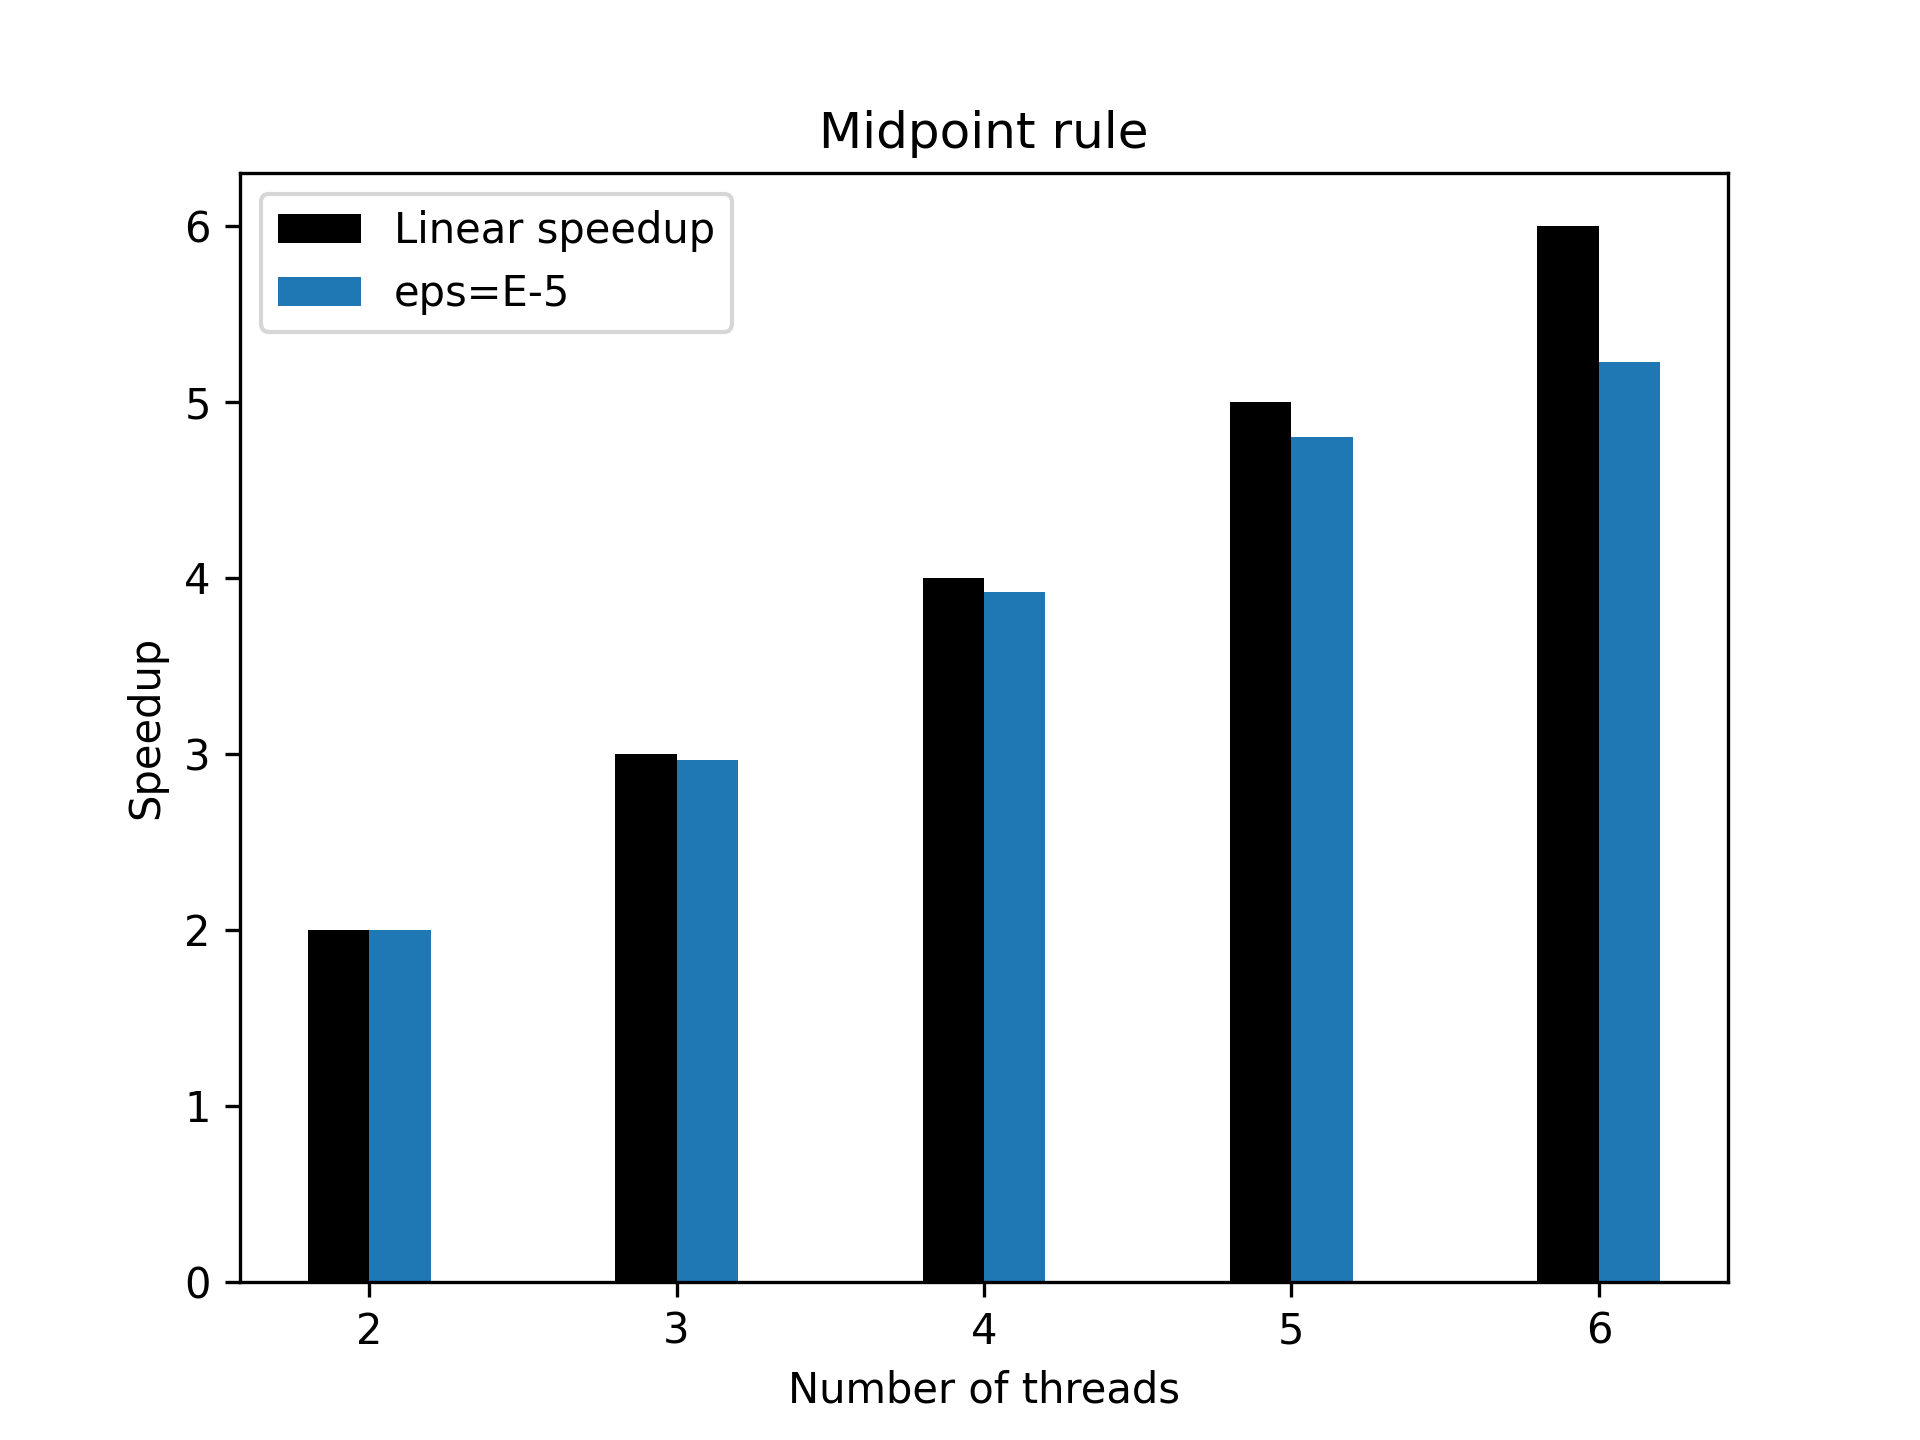 Midpoint rule
Linear speedup
eps=E-5
6
5
4
3
2
1
0
Speedup
2 3 4 5 6
Number of threads